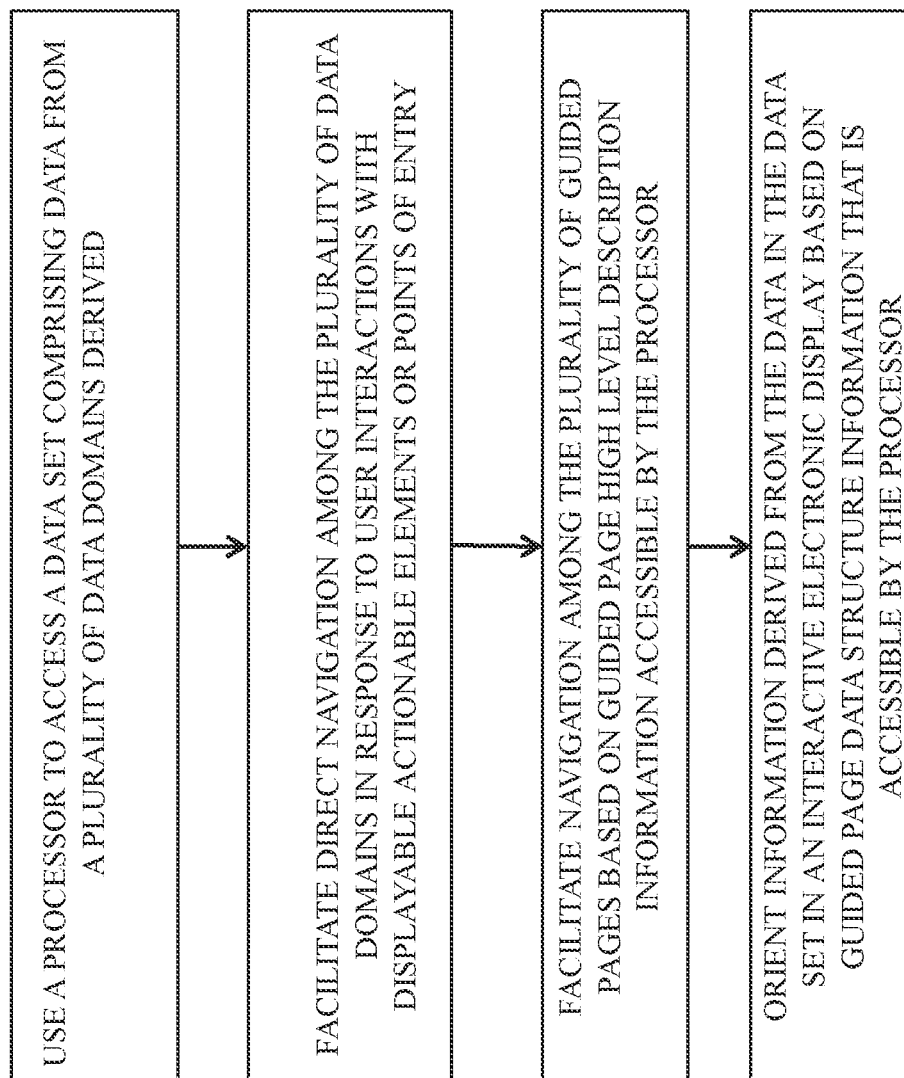 USE A PROCESSOR TO ACCESS A DATA SET COMPRISING DATA FROM
A PLURALITY OF DATA DOMAINS DERIVED
FACILITATE DIRECT NAVIGATION AMONG THE PLURALITY OF DATA
DOMAINS IN RESPONSE TO USER INTERACTIONS WITH
DISPLAYABLE ACTIONABLE ELEMENTS OR POINTS OF ENTRY
FACILITATE NAVIGATION AMONG THE PLURALITY OF GUIDED
PAGES BASED ON GUIDED PAGE HIGH LEVEL DESCRIPTION
INFORMATION ACCESSIBLE BY THE PROCESSOR
ORIENT INFORMATION DERIVED FROM THE DATA IN THE DATA
SET IN AN INTERACTIVE ELECTRONIC DISPLAY BASED ON
GUIDED PAGE DATA STRUCTURE INFORMATION THAT IS
ACCESSIBLE BY THE PROCESSOR